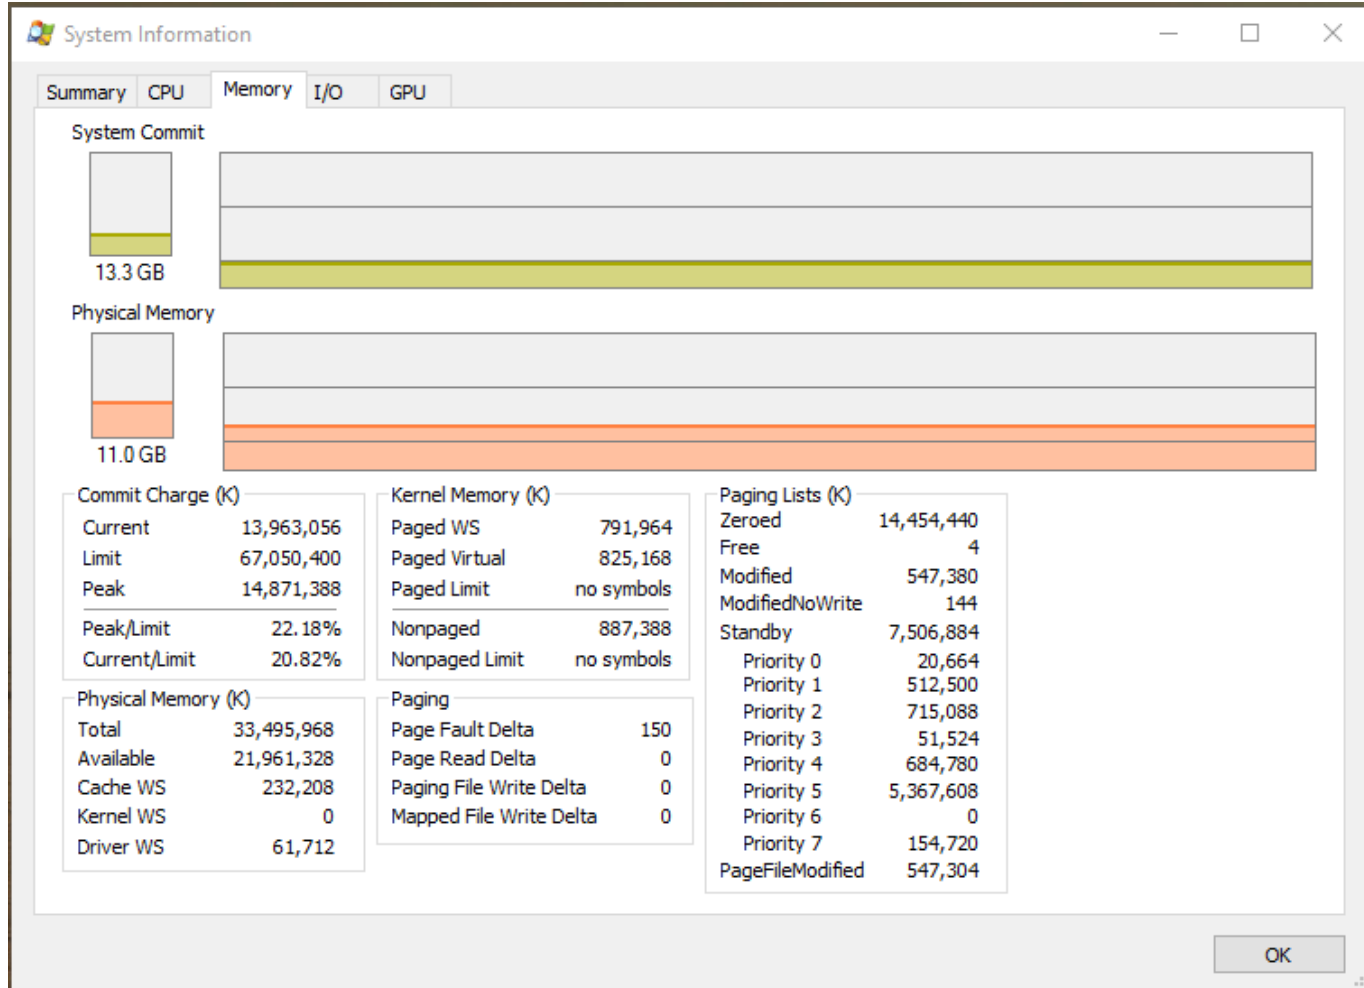 System Information
Summary CPU Memory I/O GPU
System Commit
13.3 GB
Physical Memory
11.0 GB
Commit Charge (K)
Current 13,963,056
Limit 67,050,400
Peak 14,871,388
Peak/Limit 22.18%
Current/Limit 20.82%
Physical Memory (K)
Total 33,495,968
Available 21,961,328
Cache WS 232,208
Kernel WS 0
Driver WS 61,712
Kernel Memory (K)
Paged WS 791,964
Paged Virtual 825,168
Paged Limit no symbols
Nonpaged 887,388
Nonpaged Limit no symbols
Paging
Page Fault Delta 150
Page Read Delta 0
Paging File Write Delta 0
Mapped File Write Delta 0
Paging Lists (K)
Zeroed 14,454,440
Free 4
Modified 547,380
ModifiedNoWrite 144
Standby 7,506,884
Priority 0 20,664
Priority 1 512,500
Priority 2 715,088
Priority 3 51,524
Priority 4 684,780
Priority 5 5,367,608
Priority 6 0
Priority 7 154,720
PageFileModified 547,304
OK